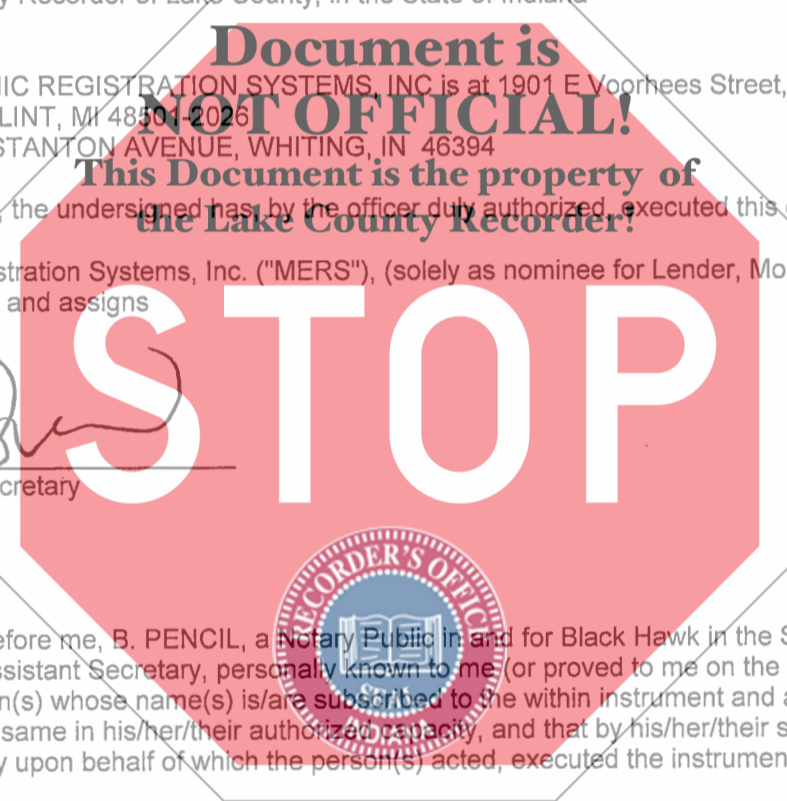 y Recorder of Lake County, in the State of Indiana
Document is
IC REGISTRATION SYSTEMS, INC is at 1901 E Voorhees Street,
LINT, MI 48501-2026
NOT OFFICIAL!
STANTON AVENUE, WHITING, IN 46394
This Document is the property of
, the undersigned has, by the officer duly authorized, executed this
the Lake County Recorder!
stration Systems, Inc. ("MERS"), (solely as nominee for Lender, Mo
and assigns
STOP
cretary
RECORDER'S OFFICE
SEAL
INDIANA
efore me, B. PENCIL, a Notary Public in and for Black Hawk in the S
ssistant Secretary, personally known to me (or proved to me on the
n(s) whose name(s) is/are subscribed to the within instrument and a
same in his/her/their authorized capacity, and that by his/her/their s
y upon behalf of which the person(s) acted, executed the instrumen